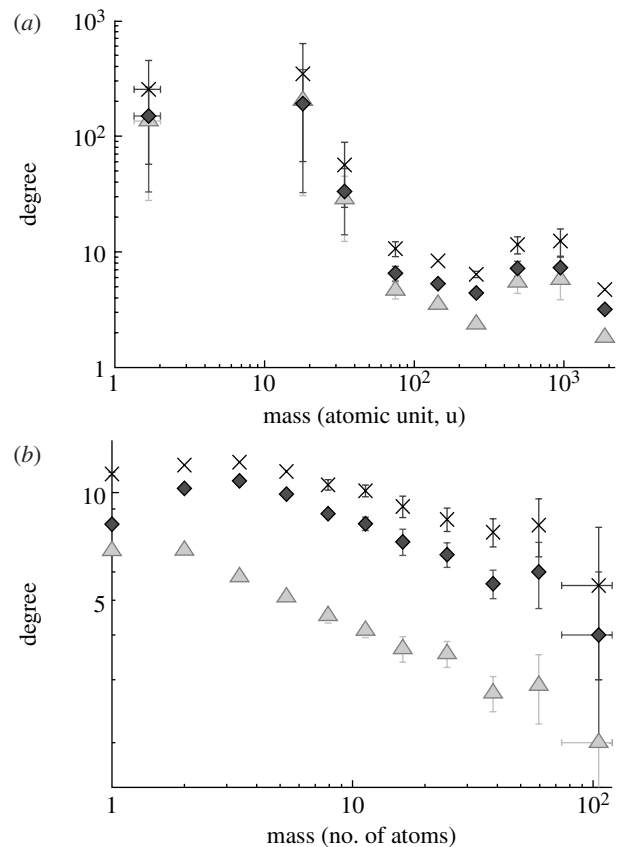 (a)
10³
10²
10
1
degree
1 10 10² 10³
mass (atomic unit, u)
(b)
10
5
degree
1 10 10²
mass (no. of atoms)